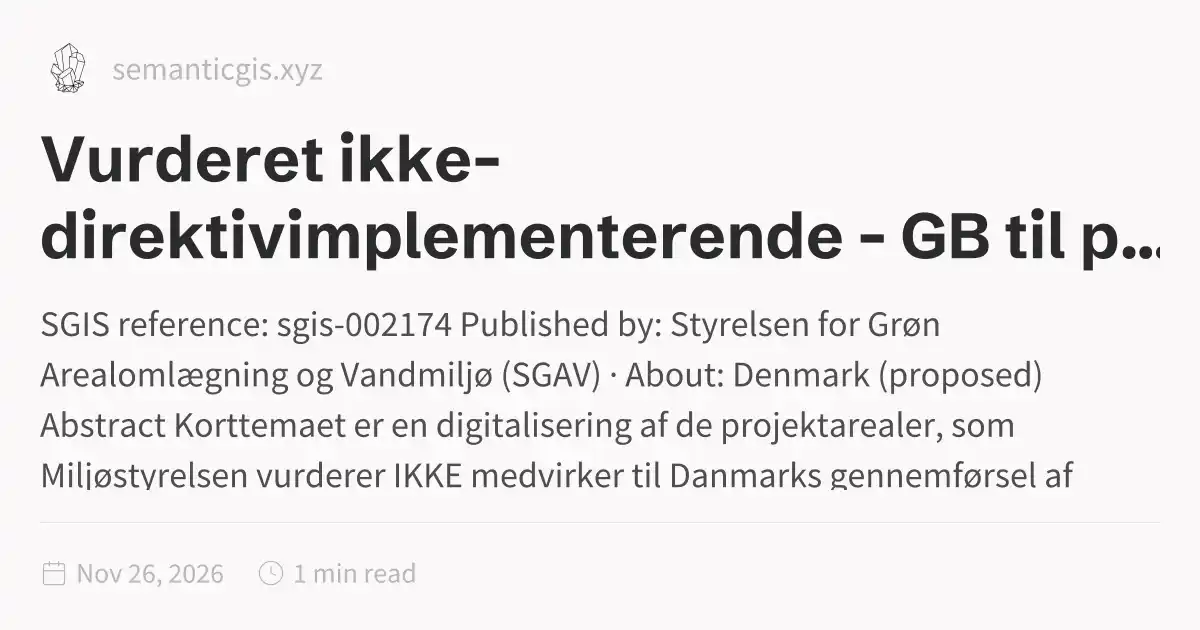 semanticgis.xyz
Vurderet ikke-
direktivimplementerende - GB til p...
SGIS reference: sgis-002174 Published by: Styrelsen for Grøn
Arealomlægning og Vandmiljø (SGAV) · About: Denmark (proposed)
Abstract Korttemaet er en digitalisering af de projektarealer, som
Miljøstyrelsen vurderer IKKE medvirker til Danmarks gennemførsel af
Nov 26, 2026
1 min read